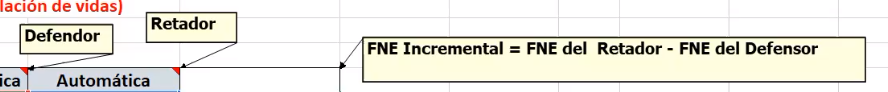 lación de vidas)
Retador
Defendor
FNE Incremental = FNE del Retador - FNE del Defensor
ica Automática